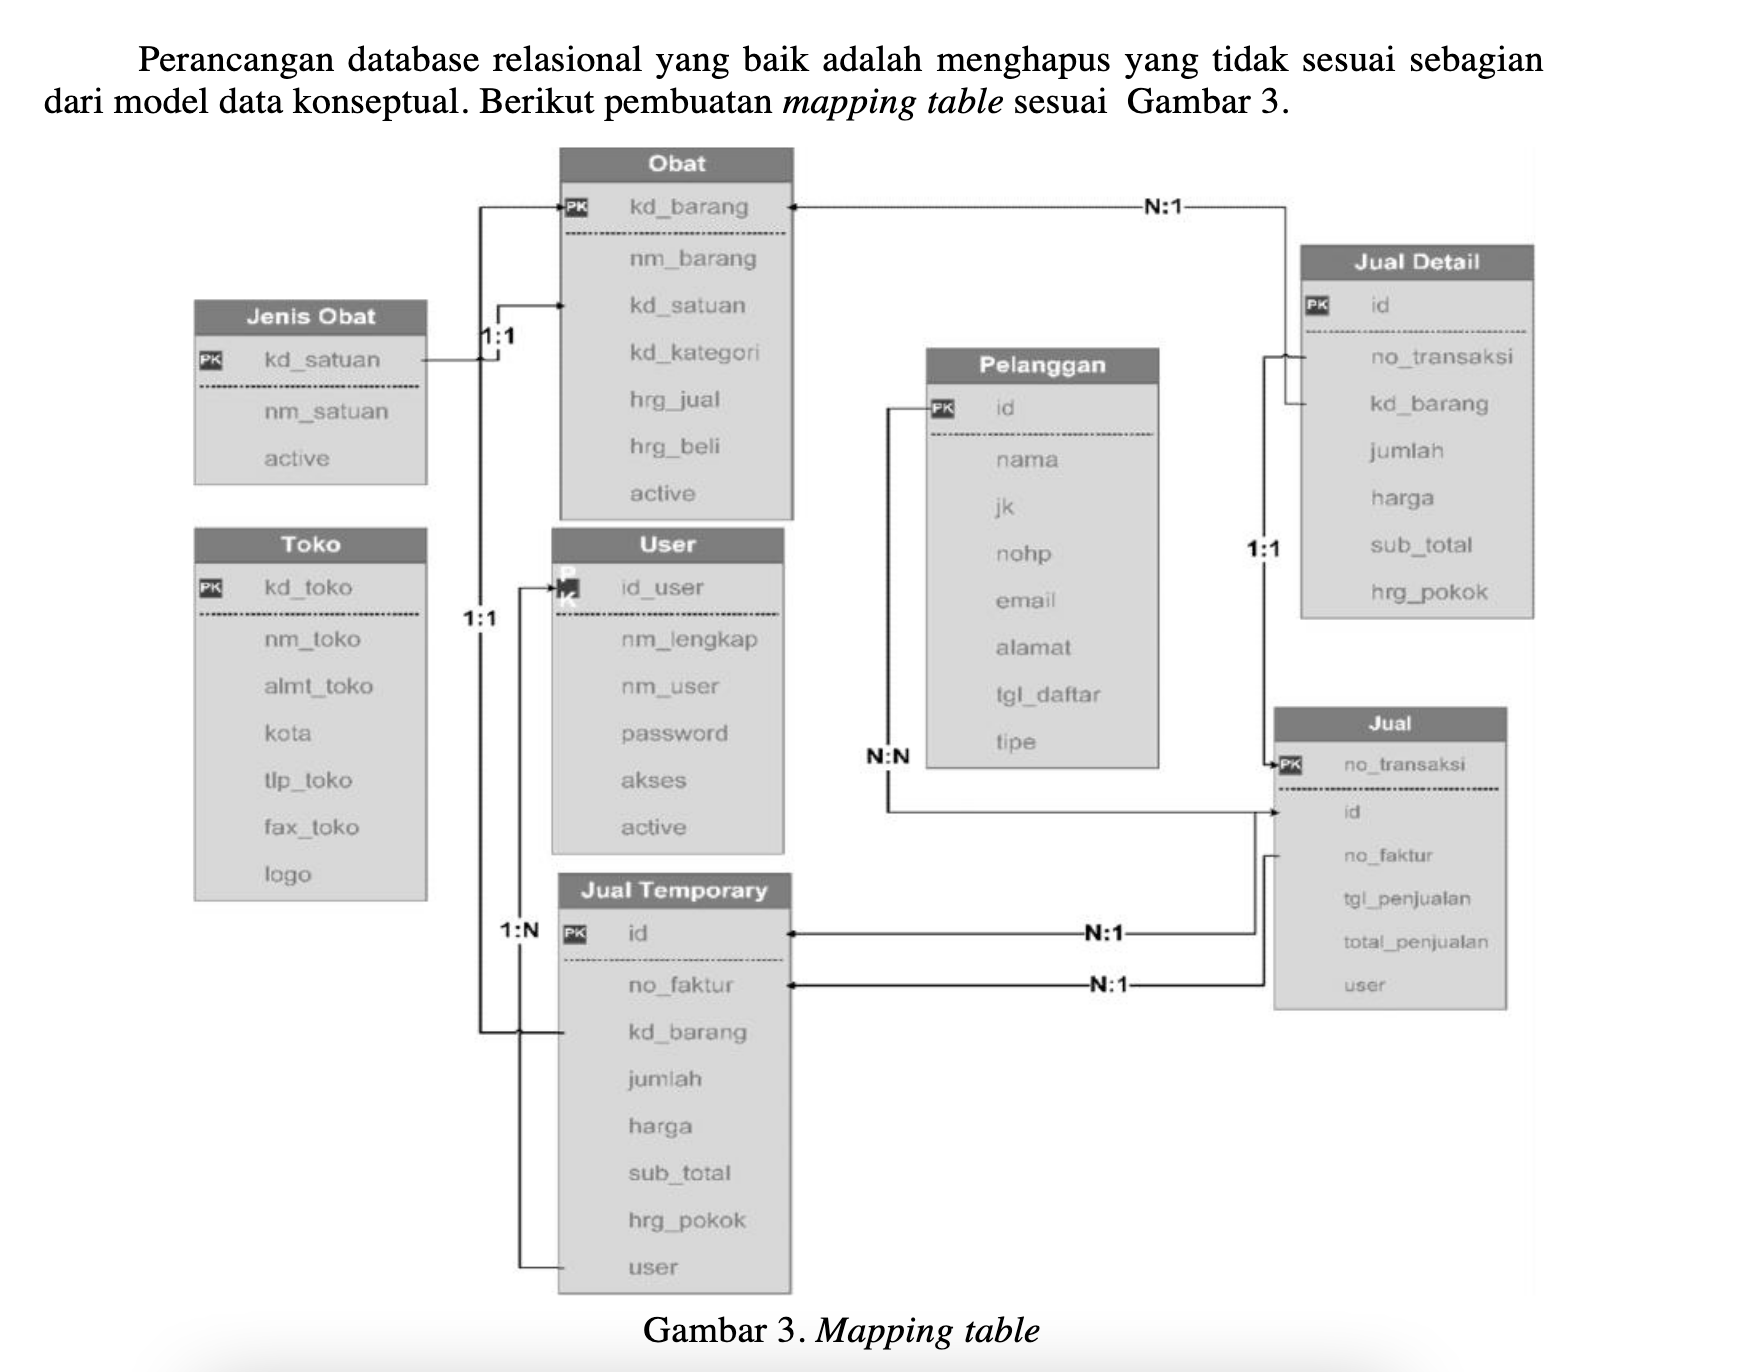 Perancangan database relasional yang baik adalah menghapus yang tidak sesuai sebagian
dari model data konseptual. Berikut pembuatan mapping table sesuai Gambar 3.
Obat
PK kd_barang
nm_barang
kd_satuan
kd_kategori
hrg_jual
hrg_beli
active
N:1
Jual Detail
PK id
no_transaksi
kd_barang
jumlah
harga
sub_total
hrg_pokok
Jenis Obat
PK kd_satuan
nm_satuan
active
1:1
Pelanggan
PK id
nama
jk
nohp
email
alamat
tgl_daftar
tipe
Toko
PK kd_toko
nm_toko
almt_toko
kota
tlp_toko
fax_toko
logo
1:1
User
PK id_user
nm_lengkap
nm_user
password
akses
active
1:1
N:N
Jual
PK no_transaksi
id
no_faktur
tgl_penjualan
total_penjualan
user
1:N
Jual Temporary
PK id
no_faktur
kd_barang
jumlah
harga
sub_total
hrg_pokok
user
N:1
N:1
Gambar 3. Mapping table